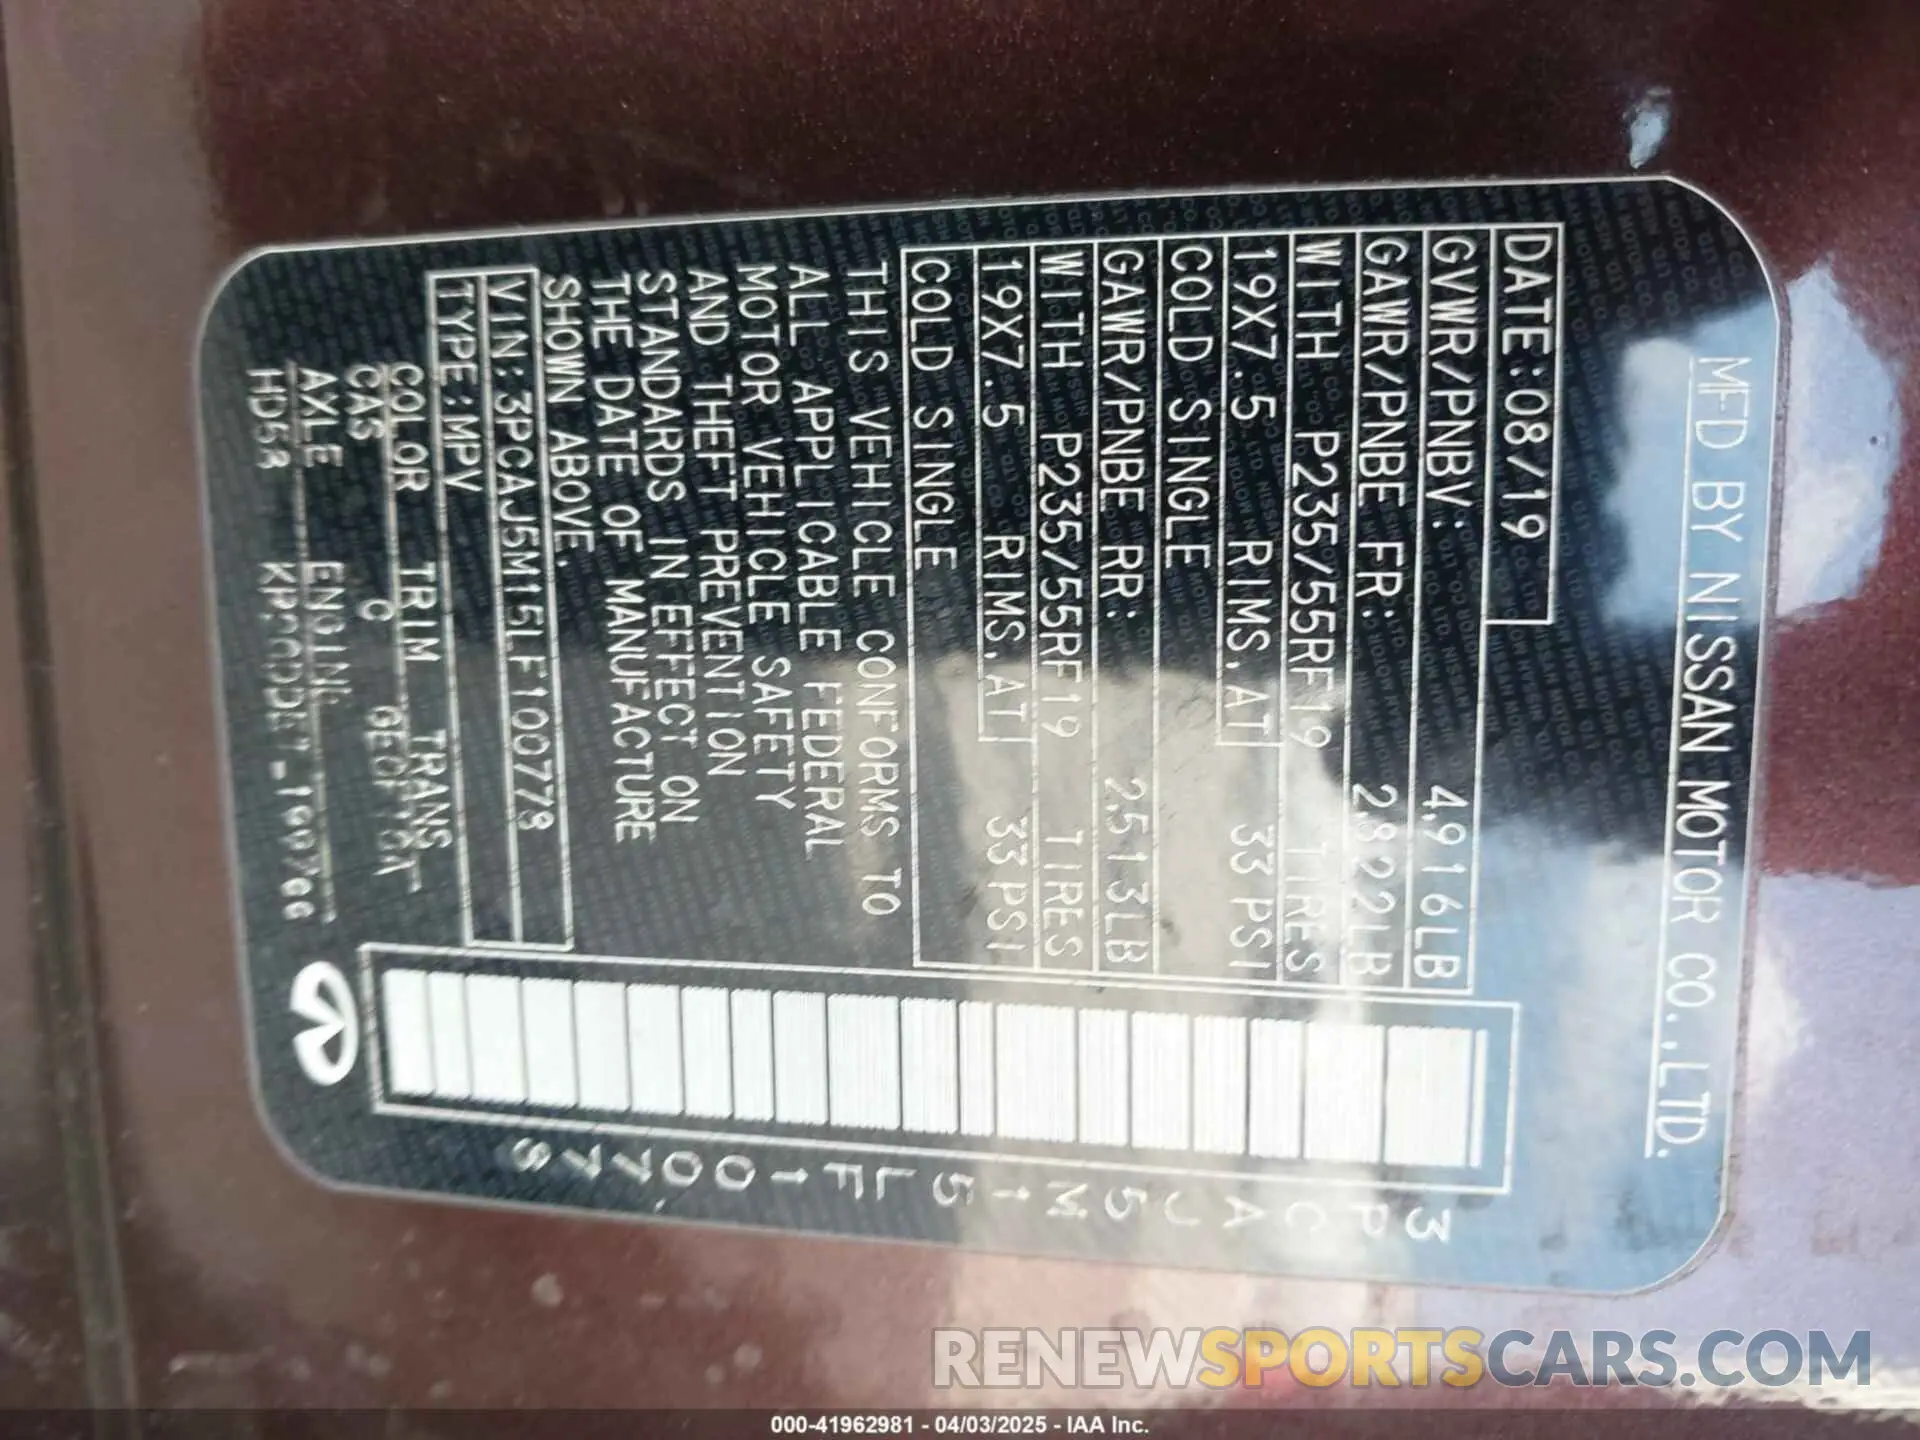 MFD BY NISSAN MOTOR CO.,LTD.
DATE:08/19
GVWR/PNBV: 4,916LB
GAWR/PNBE FR: 2,822LB
WITH P235/55RF19 TIRES
19X7.5 RIMS,AT 33 PSI
COLD SINGLE
GAWR/PNBE RR: 2,513LB
WITH P235/55RF19 TIRES
19X7.5 RIMS,AT 33 PSI
COLD SINGLE
THIS VEHICLE CONFORMS TO
ALL APPLICABLE FEDERAL
MOTOR VEHICLE SAFETY
AND THEFT PREVENTION
STANDARDS IN EFFECT ON
THE DATE OF MANUFACTURE
SHOWN ABOVE.
VIN:3PCAJ5M15LF100778
TYPE:MPV
COLOR TRIM TRANS
CAS C
AXLE ENGINE
3PCAJ5M15LF100778
RENEWSPORTSCARS.COM
000-41962981 - 04/03/2025 - IAA Inc.